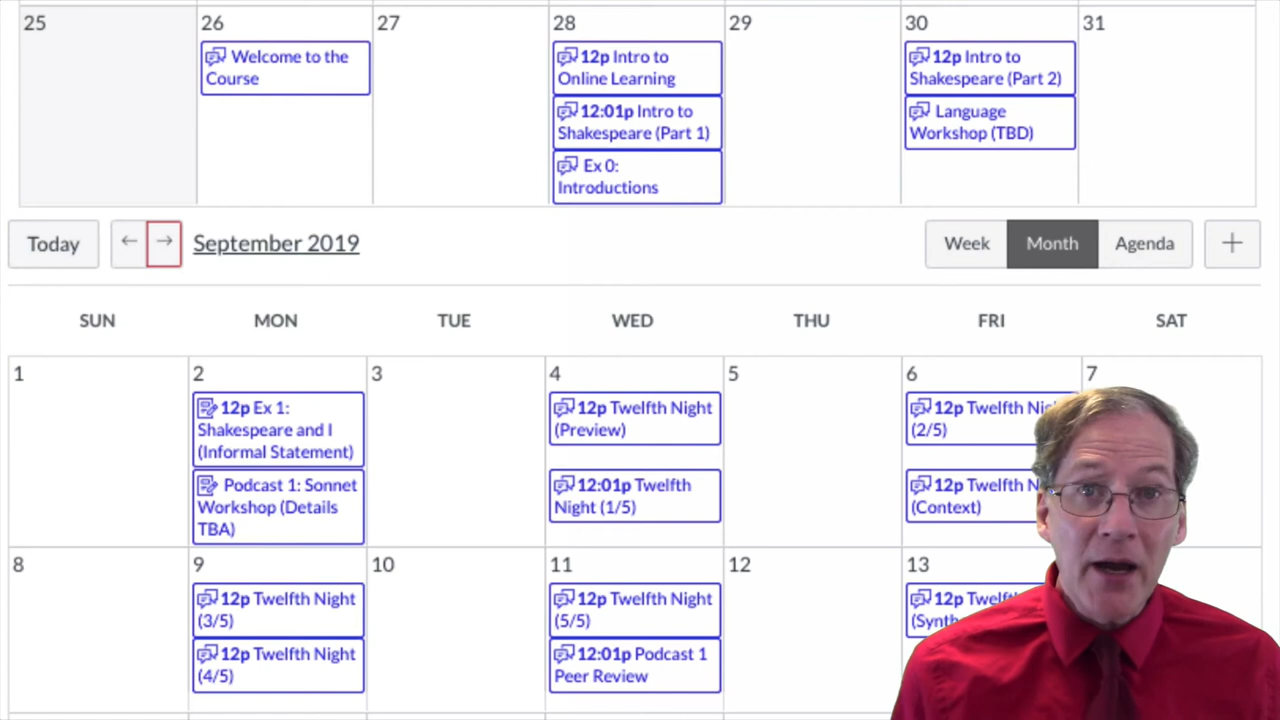 25 26 27 28 29 30 31
Welcome to the
Course
12p Intro to
Online Learning
12:01p Intro to
Shakespeare (Part 1)
Ex 0:
Introductions
12p Intro to
Shakespeare (Part 2)
Language
Workshop (TBD)
Today ← → September 2019 Week Month Agenda +
SUN MON TUE WED THU FRI SAT
1 2 3 4 5 6 7
12p Ex 1:
Shakespeare and I
(Informal Statement)
Podcast 1: Sonnet
Workshop (Details
TBA)
12p Twelfth Night
(Preview)
12:01p Twelfth
Night (1/5)
12p Twelfth
(2/5)
12p Twelfth
(Context)
8 9 10 11 12 13
12p Twelfth Night
(3/5)
12p Twelfth Night
(4/5)
12p Twelfth Night
(5/5)
12:01p Podcast 1
Peer Review
12p